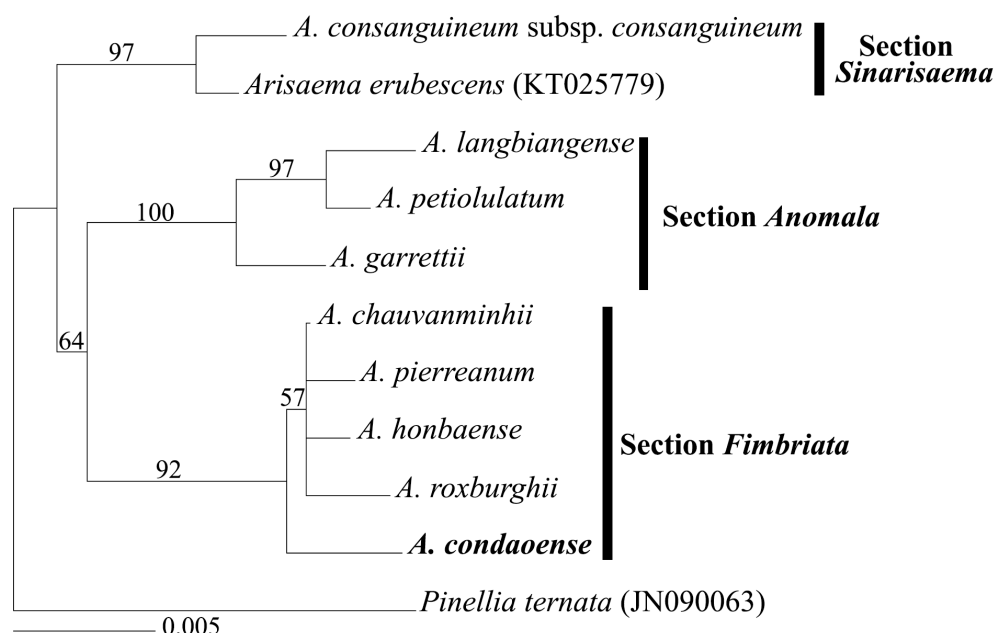 A. consanguineum subsp. consanguineum
97
Section
Sinarisaema
Arisaema erubescens (KT025779)
A. langbiangense
97
A. petiolulatum
100
Section Anomala
A. garrettii
A. chauvanminhii
64
A. pierreanum
57
A. honbaense
Section Fimbriata
92
A. roxburghii
A. condaoense
Pinellia ternata (JN090063)
0.005